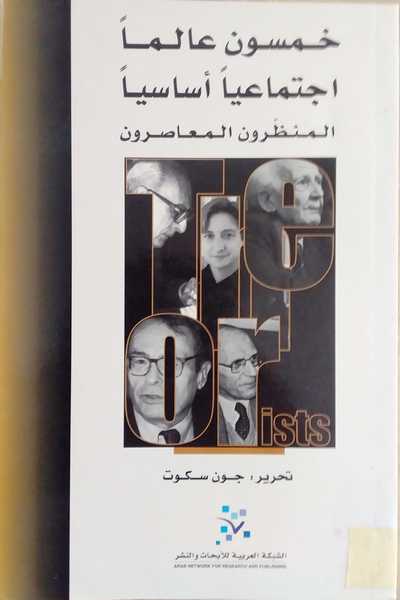 خمسون عالماً
اجتماعياً أساسياً
المنظّرون المعاصرون
Theorists
تحرير: جون سكوت
الشبكة العربية للأبحاث والنشر
ARAB NETWORK FOR RESEARCH AND PUBLISHING